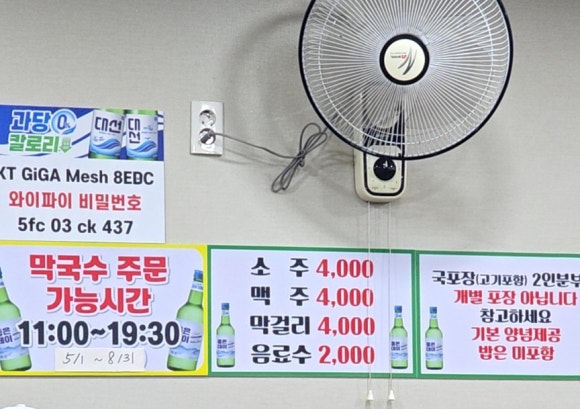 과당0
칼로리
대선
대선
KT GiGA Mesh 8EDC
와이파이 비밀번호
5fc 03 ck 437
막국수 주문
가능시간
11:00~19:30
5/1 ~ 8/31
소 주 4,000
맥 주 4,000
막걸리 4,000
음료수 2,000
국포장(고기포함) 2인분부
개별 포장 아닙니다
참고하세요
기본 양념제공
밥은 미포함